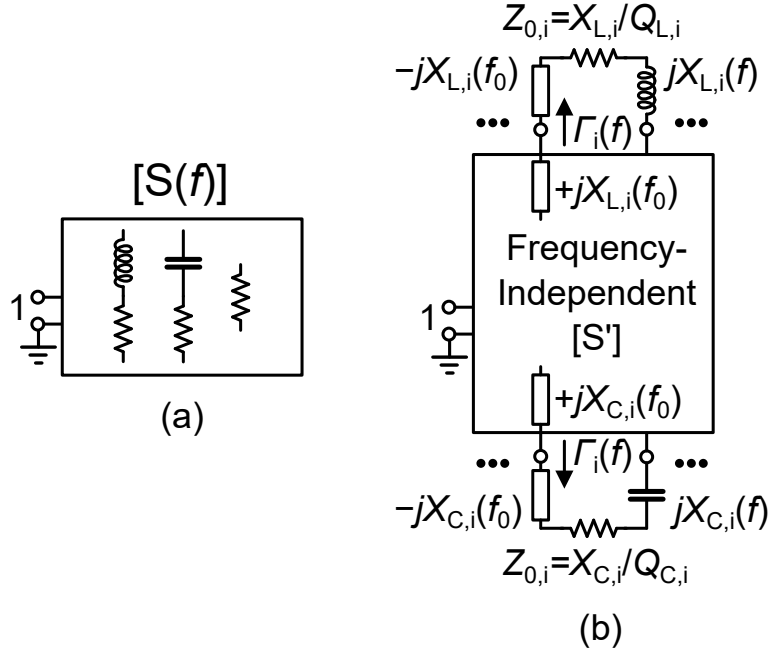 [S(f)]
1
(a)
Z0,i=XL,i/QL,i
−jXL,i(f0)
jXL,i(f)
••• Γi(f) •••
+jXL,i(f0)
Frequency-
Independent
[S']
1
+jXC,i(f0)
••• Γi(f) •••
−jXC,i(f0)
jXC,i(f)
Z0,i=XC,i/QC,i
(b)